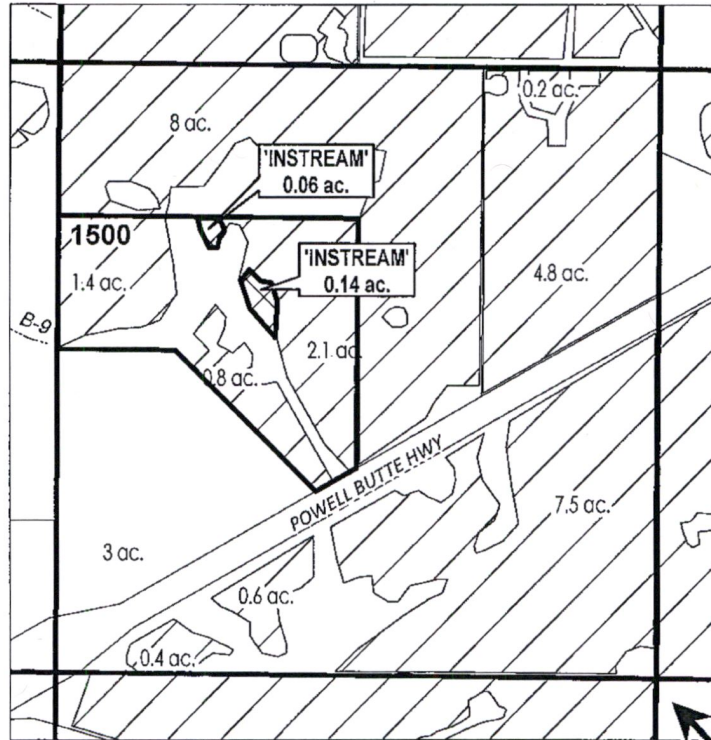 0.2 ac.
8 ac.
'INSTREAM'
0.06 ac.
1500
'INSTREAM'
0.14 ac.
1.4 ac.
4.8 ac.
B-9
2.1 ac.
0.8 ac.
POWELL BUTTE HWY
7.5 ac.
3 ac.
0.6 ac.
0.4 ac.